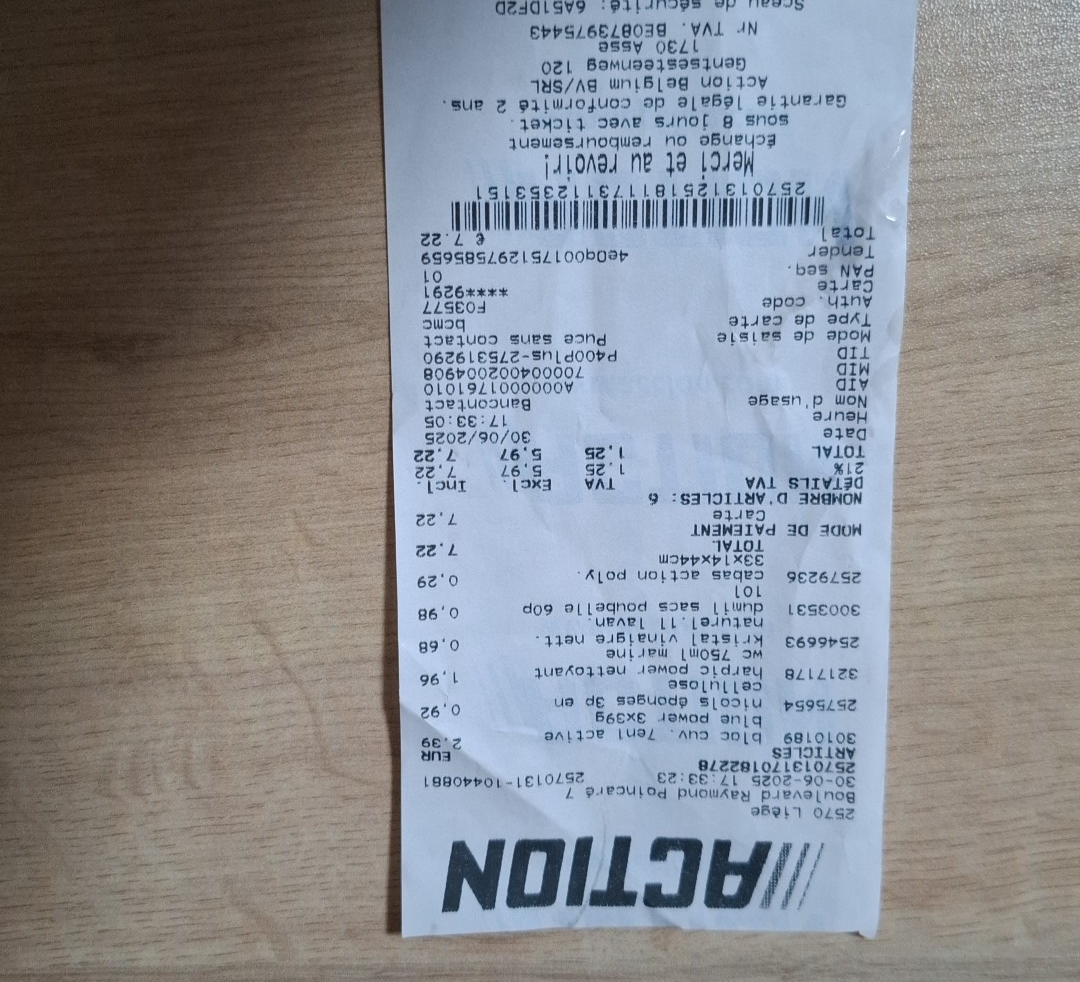 ACTION
2570 Liège
Boulevard Raymond Poincaré 7
30-06-2025 17:33:23 2570131-10440881
2570131170182278
ARTICLES EUR
3010189 bloc cuv. 7en1 active 2,39
blue power 3x39g
2575654 nicols éponges 3p en 0,92
cellulose
3217178 harpic power nettoyant 1,96
wc 750ml marine
2546693 kristal vinaigre nett. 0,68
naturel.1l lavan.
3003531 dumil sacs poubelle 60p 0,98
10l
2579236 cabas action poly. 0,29
33x14x44cm
TOTAL 7,22
MODE DE PAIEMENT
Carte 7,22
NOMBRE D'ARTICLES: 6
DÉTAILS TVA TVA Excl. Incl.
21% 1,25 5,97 7,22
TOTAL 1,25 5,97 7,22
Date 30/06/2025
Heure 17:33:05
Nom d'usage Bancontact
AID A0000001761010
MID 700004002004908
TID P400Plus-275319290
Mode de saisie Puce sans contact
Type de carte bcmc
Auth. code F03577
Carte ****9291
PAN seq. 01
Tender 4e0q001751297585659
Total € 7.22
Merci et au revoir!
Échange ou remboursement
sous 8 jours avec ticket.
Garantie légale de conformité 2 ans.
Action Belgium BV/SRL
Gentsesteenweg 120
1730 Asse
Nr TVA. BE0873975443
Sceau de sécurité: 6A51DF2D